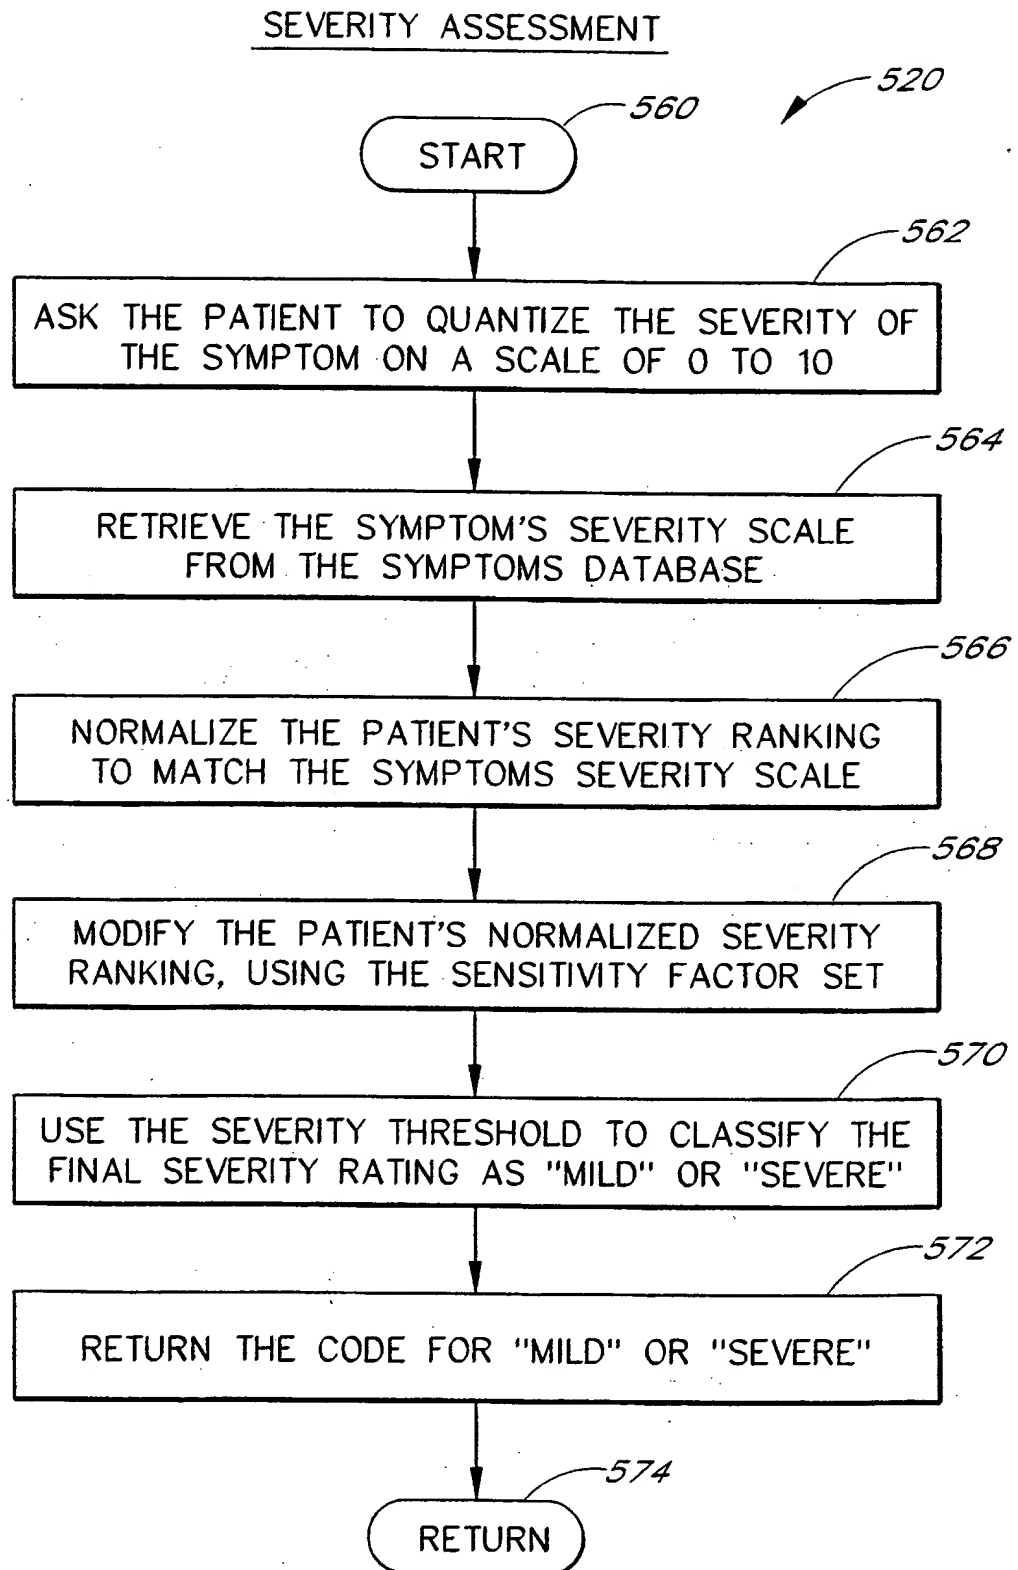 SEVERITY ASSESSMENT
520
560
START
562
ASK THE PATIENT TO QUANTIZE THE SEVERITY OF
THE SYMPTOM ON A SCALE OF 0 TO 10
564
RETRIEVE THE SYMPTOM'S SEVERITY SCALE
FROM THE SYMPTOMS DATABASE
566
NORMALIZE THE PATIENT'S SEVERITY RANKING
TO MATCH THE SYMPTOMS SEVERITY SCALE
568
MODIFY THE PATIENT'S NORMALIZED SEVERITY
RANKING, USING THE SENSITIVITY FACTOR SET
570
USE THE SEVERITY THRESHOLD TO CLASSIFY THE
FINAL SEVERITY RATING AS "MILD" OR "SEVERE"
572
RETURN THE CODE FOR "MILD" OR "SEVERE"
574
RETURN